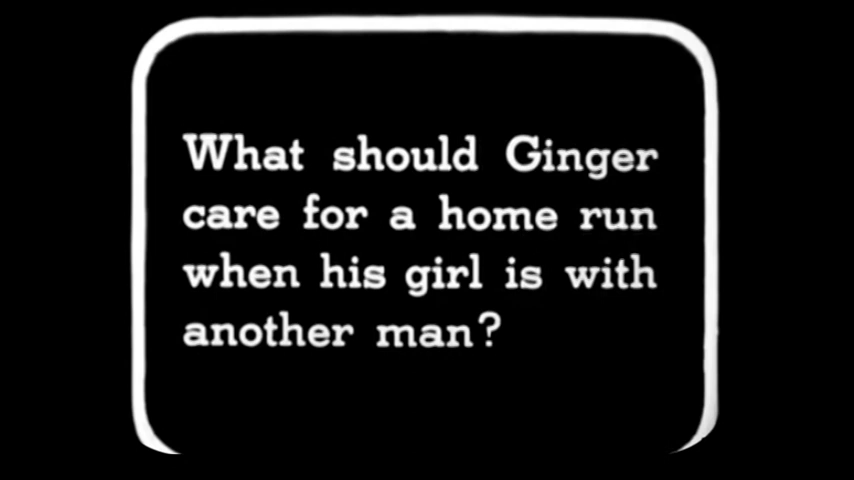 What should Ginger
care for a home run
when his girl is with
another man?